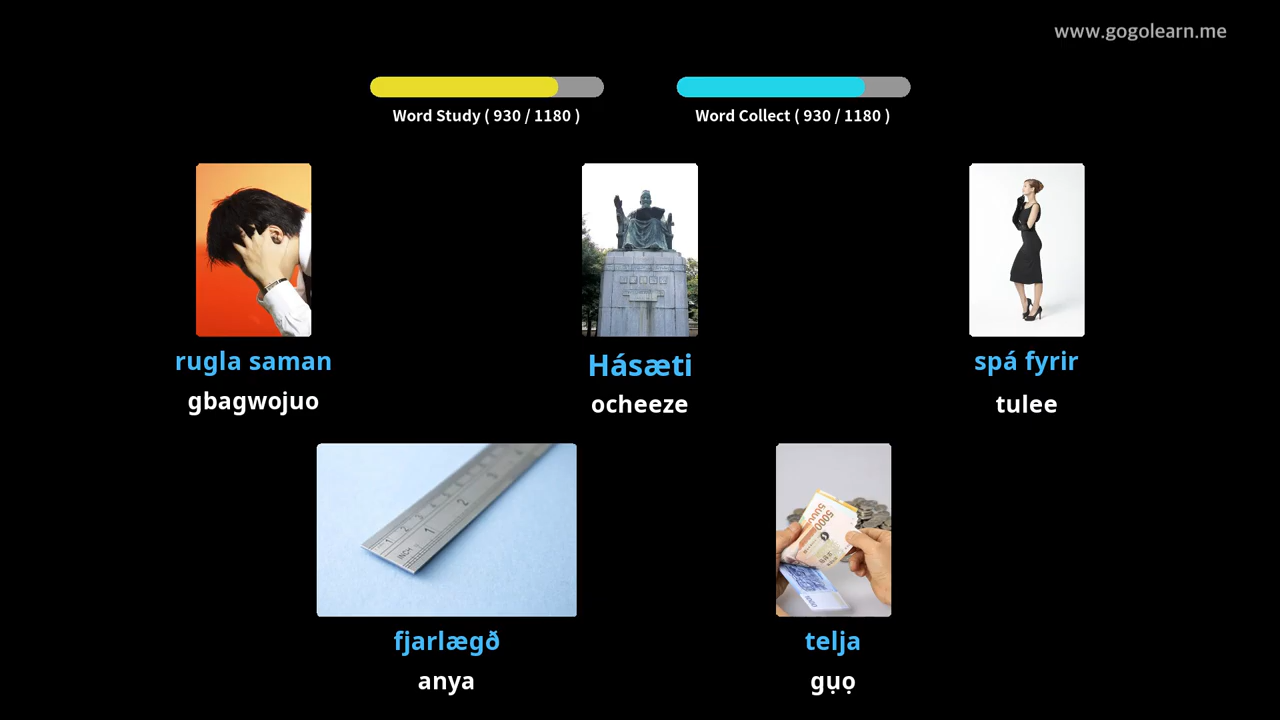 www.gogolearn.me
Word Study ( 930 / 1180 )
Word Collect ( 930 / 1180 )
rugla saman
gbagwojuo
Hásæti
ocheeze
spá fyrir
tulee
fjarlægð
anya
telja
gụọ